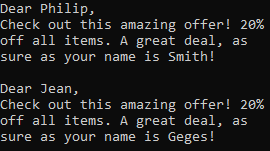 Dear Philip,
Check out this amazing offer! 20%
off all items. A great deal, as
sure as your name is Smith!

Dear Jean,
Check out this amazing offer! 20%
off all items. A great deal, as
sure as your name is Geges!